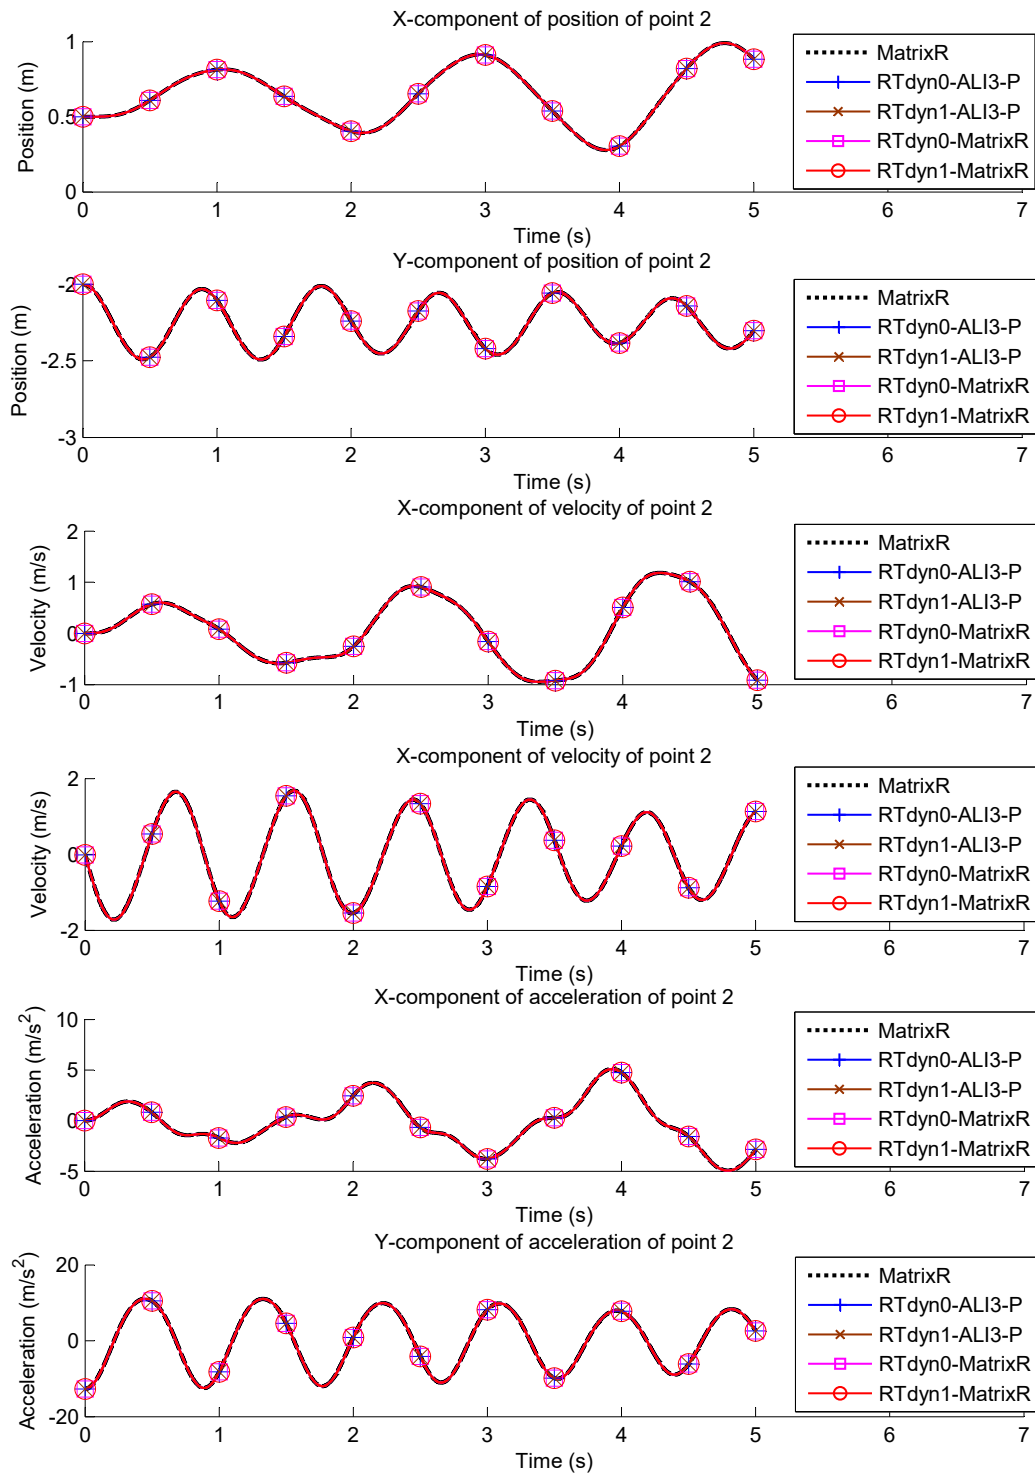 X-component of position of point 2
Position (m)
1
0.5
0
0 1 2 3 4 5 6 7
Time (s)
MatrixR
RTdyn0-ALI3-P
RTdyn1-ALI3-P
RTdyn0-MatrixR
RTdyn1-MatrixR
Y-component of position of point 2
Position (m)
-2
-2.5
-3
0 1 2 3 4 5 6 7
Time (s)
MatrixR
RTdyn0-ALI3-P
RTdyn1-ALI3-P
RTdyn0-MatrixR
RTdyn1-MatrixR
X-component of velocity of point 2
Velocity (m/s)
2
1
0
-1
0 1 2 3 4 5 6 7
Time (s)
MatrixR
RTdyn0-ALI3-P
RTdyn1-ALI3-P
RTdyn0-MatrixR
RTdyn1-MatrixR
X-component of velocity of point 2
Velocity (m/s)
2
0
-2
0 1 2 3 4 5 6 7
Time (s)
MatrixR
RTdyn0-ALI3-P
RTdyn1-ALI3-P
RTdyn0-MatrixR
RTdyn1-MatrixR
X-component of acceleration of point 2
Acceleration (m/s²)
10
5
0
-5
0 1 2 3 4 5 6 7
Time (s)
MatrixR
RTdyn0-ALI3-P
RTdyn1-ALI3-P
RTdyn0-MatrixR
RTdyn1-MatrixR
Y-component of acceleration of point 2
Acceleration (m/s²)
20
10
0
-10
-20
0 1 2 3 4 5 6 7
Time (s)
MatrixR
RTdyn0-ALI3-P
RTdyn1-ALI3-P
RTdyn0-MatrixR
RTdyn1-MatrixR